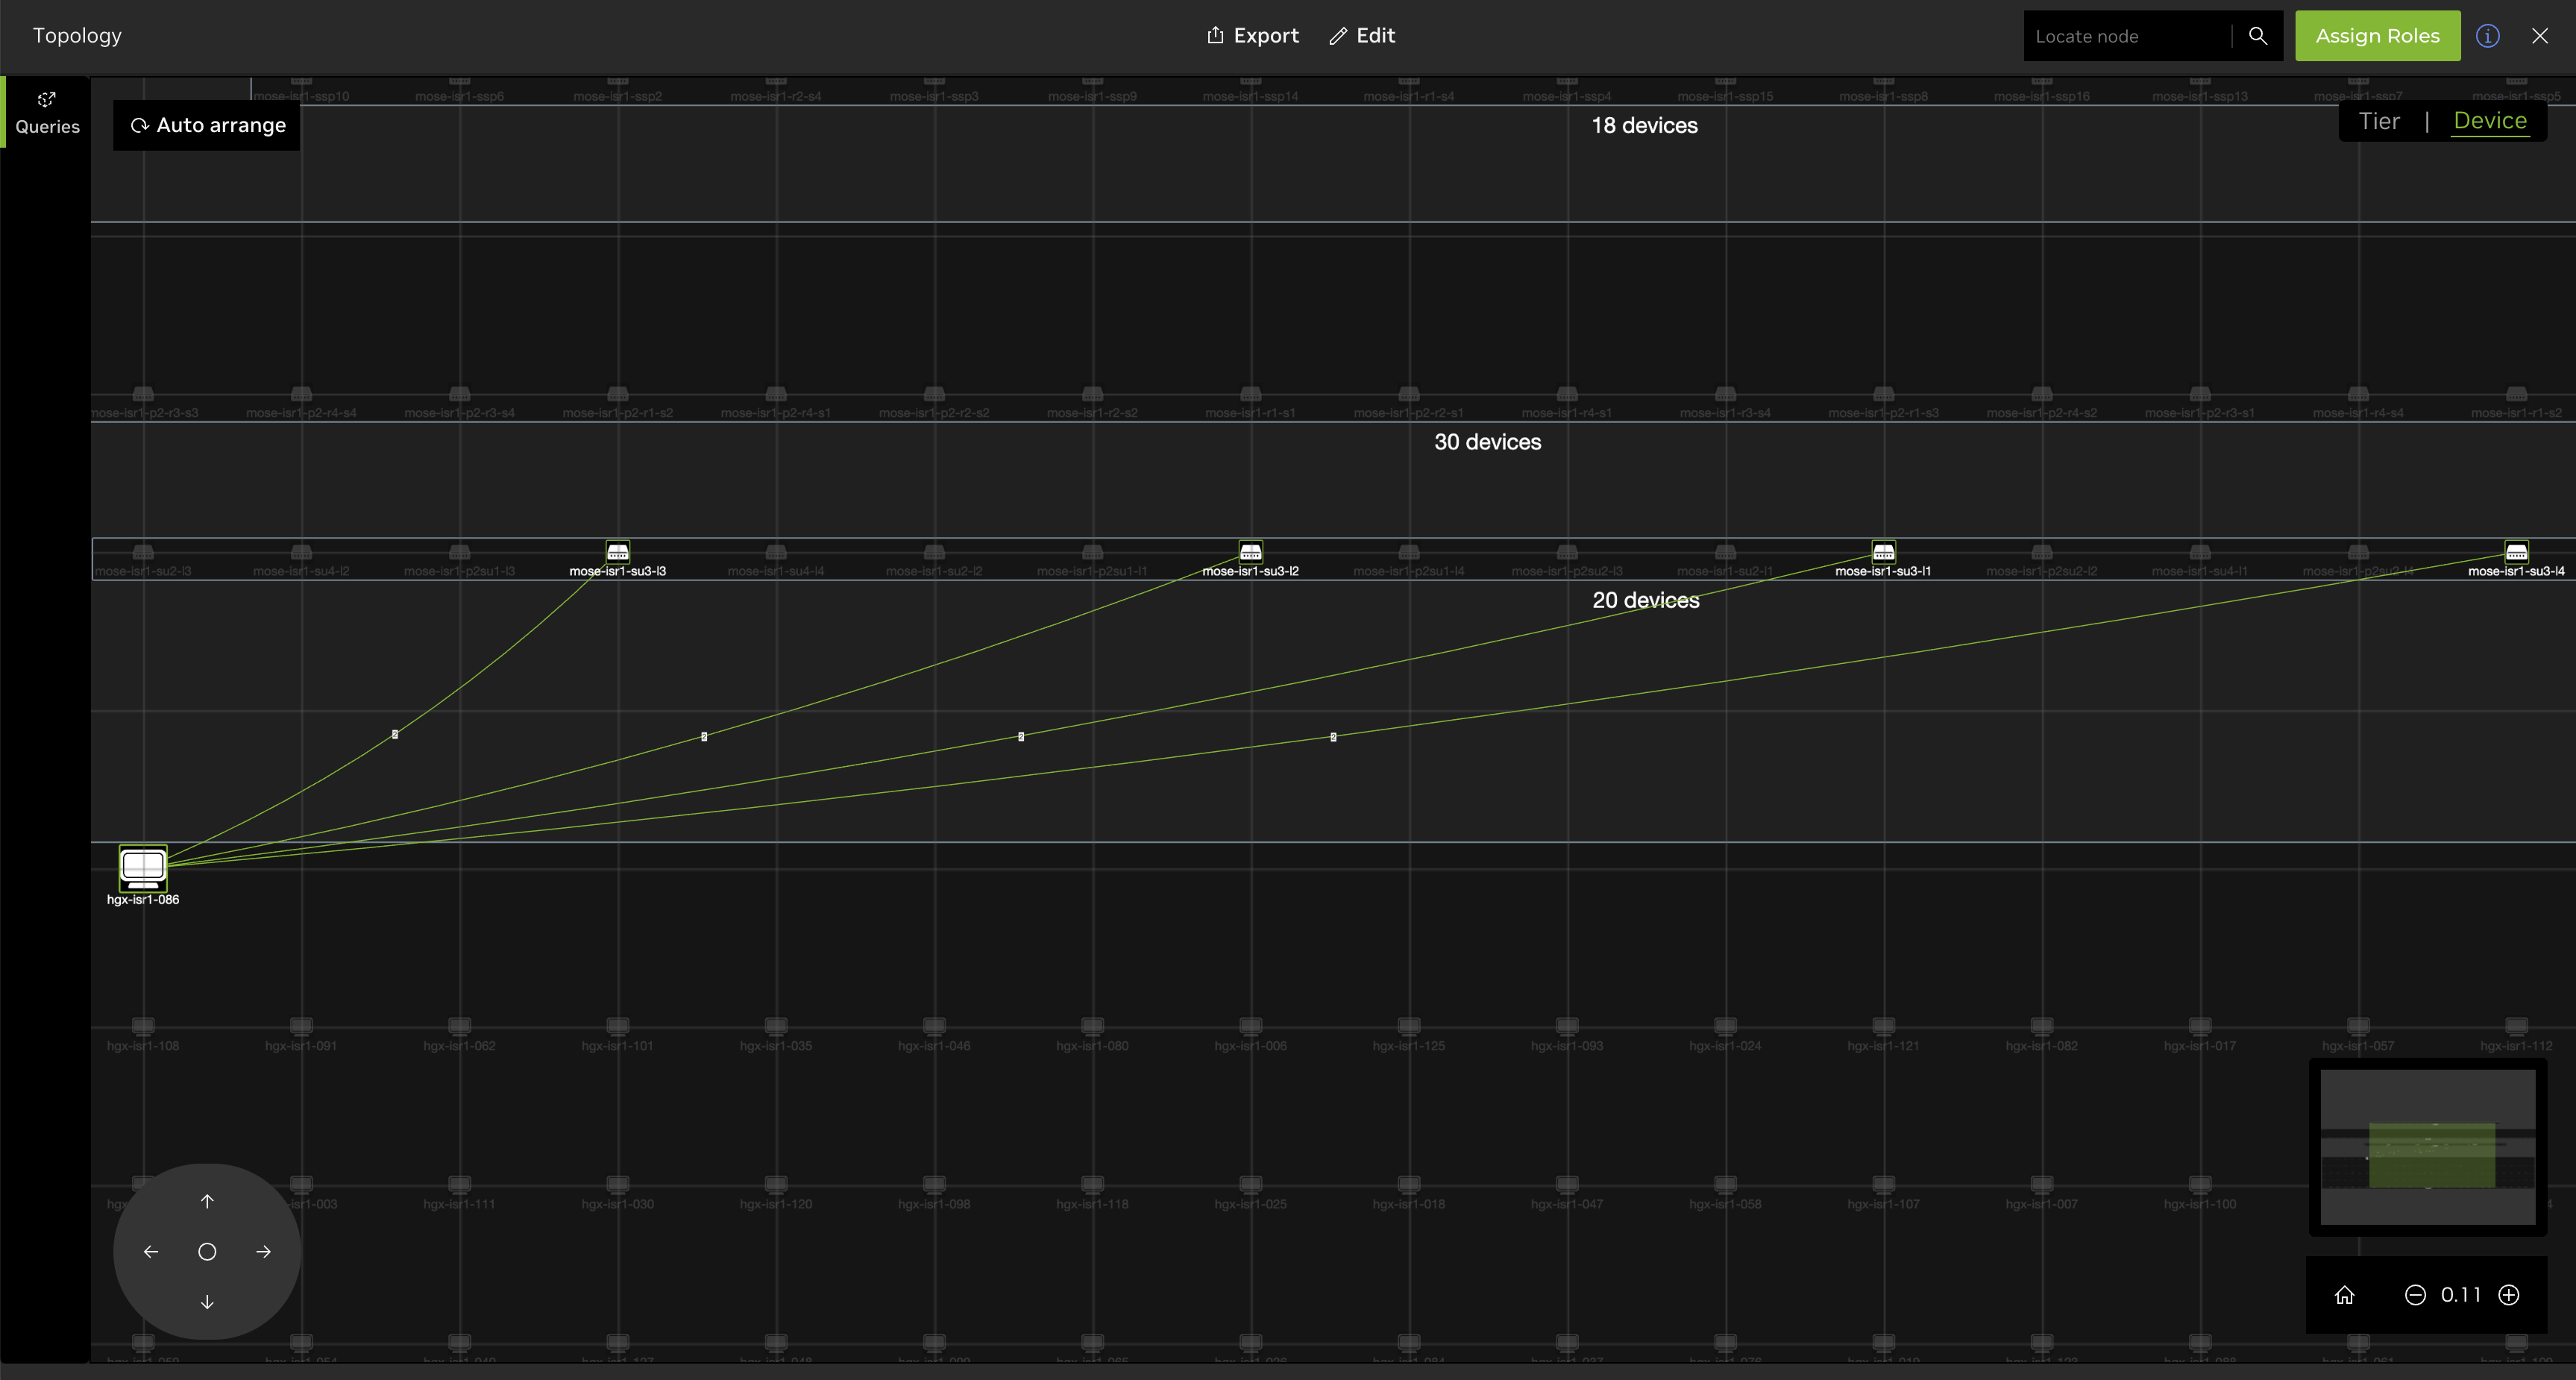 Topology
Export
Edit
Locate node
Assign Roles
Queries
Auto arrange
Tier | Device
mose-isr1-ssp10 mose-isr1-ssp6 mose-isr1-ssp2 mose-isr1-r2-s4 mose-isr1-ssp3 mose-isr1-ssp9 mose-isr1-ssp14 mose-isr1-r1-s4 mose-isr1-ssp4 mose-isr1-ssp15 mose-isr1-ssp8 mose-isr1-ssp16 mose-isr1-ssp13 mose-isr1-ssp7 mose-isr1-ssp5
18 devices
mose-isr1-p2-r3-s3 mose-isr1-p2-r4-s4 mose-isr1-p2-r3-s4 mose-isr1-p2-r1-s2 mose-isr1-p2-r4-s1 mose-isr1-p2-r2-s2 mose-isr1-r2-s2 mose-isr1-r1-s1 mose-isr1-p2-r2-s1 mose-isr1-r4-s1 mose-isr1-r3-s4 mose-isr1-p2-r1-s3 mose-isr1-p2-r4-s2 mose-isr1-p2-r3-s1 mose-isr1-r4-s4 mose-isr1-r1-s2
30 devices
mose-isr1-su2-l3 mose-isr1-su4-l2 mose-isr1-p2su1-l3 mose-isr1-su3-l3 mose-isr1-su4-l4 mose-isr1-su2-l2 mose-isr1-p2su1-l1 mose-isr1-su3-l2 mose-isr1-p2su1-l4 mose-isr1-p2su2-l3 mose-isr1-su2-l1 mose-isr1-su3-l1 mose-isr1-p2su2-l2 mose-isr1-su4-l1 mose-isr1-p2su2-l4 mose-isr1-su3-l4
20 devices
2 2 2 2
hgx-isr1-086
hgx-isr1-108 hgx-isr1-091 hgx-isr1-062 hgx-isr1-101 hgx-isr1-035 hgx-isr1-046 hgx-isr1-080 hgx-isr1-006 hgx-isr1-125 hgx-isr1-093 hgx-isr1-024 hgx-isr1-121 hgx-isr1-082 hgx-isr1-017 hgx-isr1-057 hgx-isr1-112
hgx-isr1-111 hgx-isr1-030 hgx-isr1-120 hgx-isr1-098 hgx-isr1-118 hgx-isr1-025 hgx-isr1-018 hgx-isr1-047 hgx-isr1-058 hgx-isr1-107 hgx-isr1-007 hgx-isr1-100
0.11